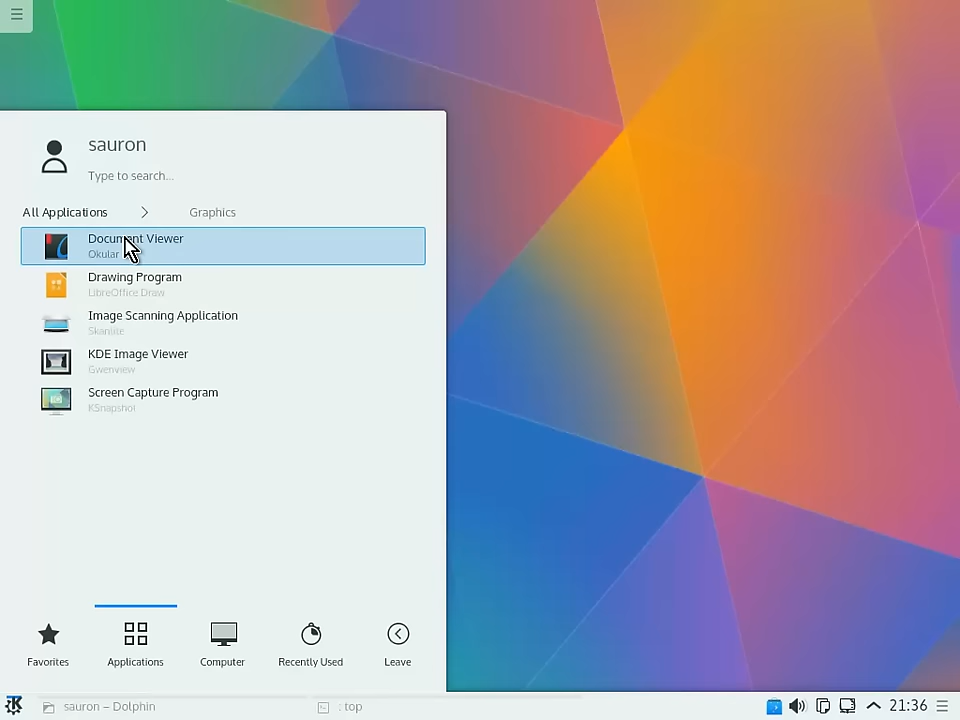 sauron
Type to search...
All Applications
Graphics
Document Viewer
Okular
Drawing Program
LibreOffice Draw
Image Scanning Application
Skanlite
KDE Image Viewer
Gwenview
Screen Capture Program
KSnapshot
Favorites
Applications
Computer
Recently Used
Leave
sauron – Dolphin
: top
21:36